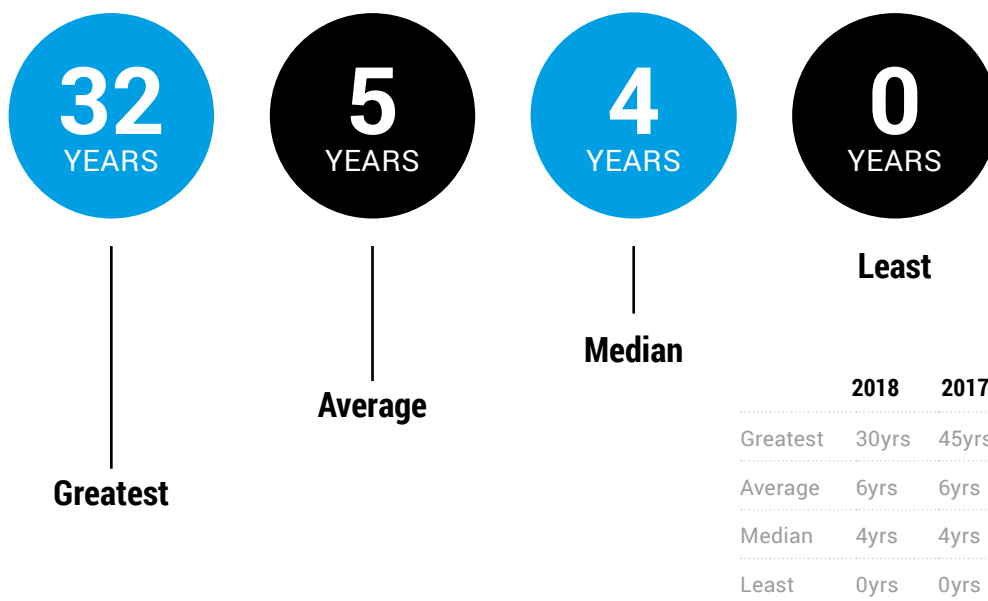 32
YEARS
5
YEARS
4
YEARS
0
YEARS
Least
Median
Average
Greatest
2018 2017
Greatest 30yrs 45yrs
Average 6yrs 6yrs
Median 4yrs 4yrs
Least 0yrs 0yrs